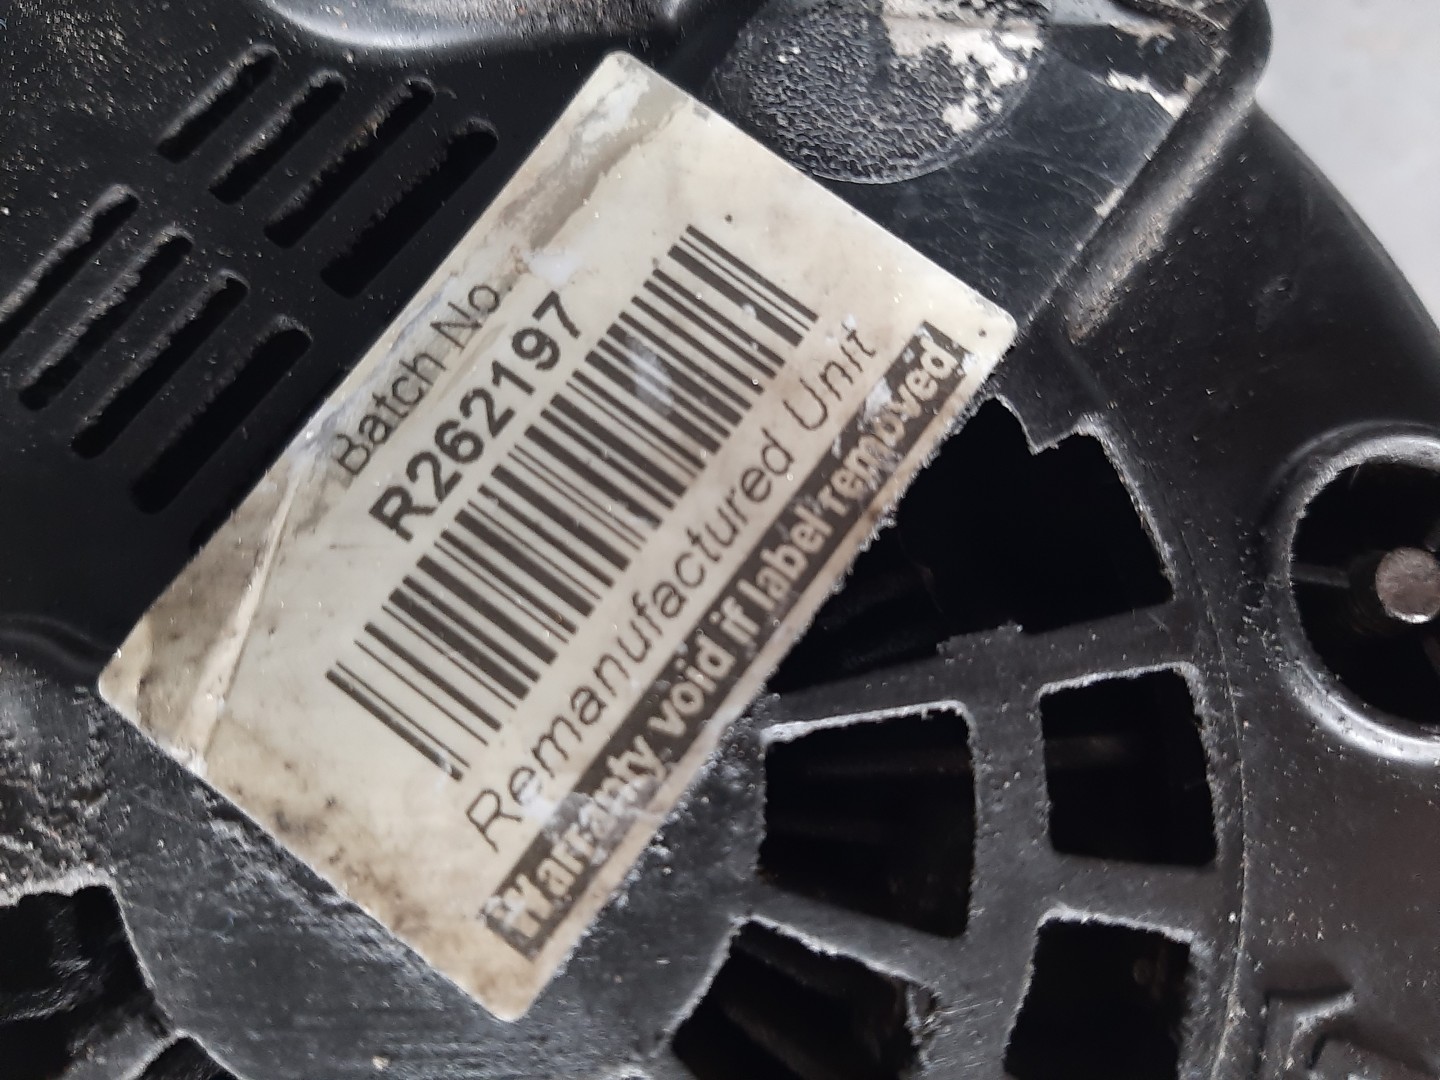 Batch No.
R262197
Remanufactured Unit
Warranty void if label removed